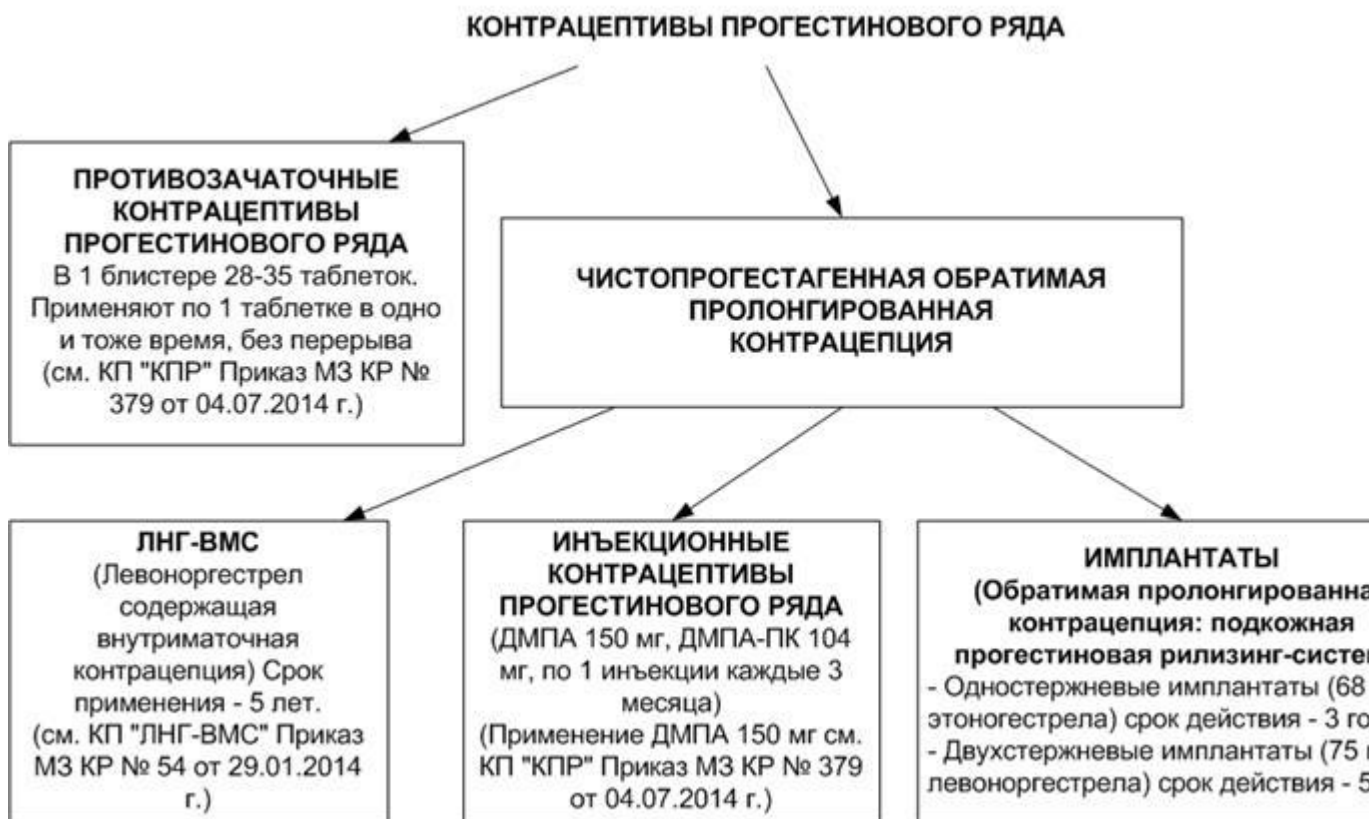 КОНТРАЦЕПТИВЫ ПРОГЕСТИНОВОГО РЯДА
ПРОТИВОЗАЧАТОЧНЫЕ
КОНТРАЦЕПТИВЫ
ПРОГЕСТИНОВОГО РЯДА
В 1 блистере 28-35 таблеток.
Применяют по 1 таблетке в одно
и тоже время, без перерыва
(см. КП "КПР" Приказ МЗ КР №
379 от 04.07.2014 г.)
ЧИСТОПРОГЕСТАГЕННАЯ ОБРАТИМАЯ
ПРОЛОНГИРОВАННАЯ
КОНТРАЦЕПЦИЯ
ЛНГ-ВМС
(Левоноргестрел
содержащая
внутриматочная
контрацепция) Срок
применения - 5 лет.
(см. КП "ЛНГ-ВМС" Приказ
МЗ КР № 54 от 29.01.2014
г.)
ИНЪЕКЦИОННЫЕ
КОНТРАЦЕПТИВЫ
ПРОГЕСТИНОВОГО РЯДА
(ДМПА 150 мг, ДМПА-ПК 104
мг, по 1 инъекции каждые 3
месяца)
(Применение ДМПА 150 мг см.
КП "КПР" Приказ МЗ КР № 379
от 04.07.2014 г.)
ИМПЛАНТАТЫ
(Обратимая
контрацепция: подкожная
прогестиновая
- Одностержневые имплантаты (68
этоногестрела) срок действия - 3
- Двухстержневые имплантаты (75
левоноргестрела) срок действия - 5